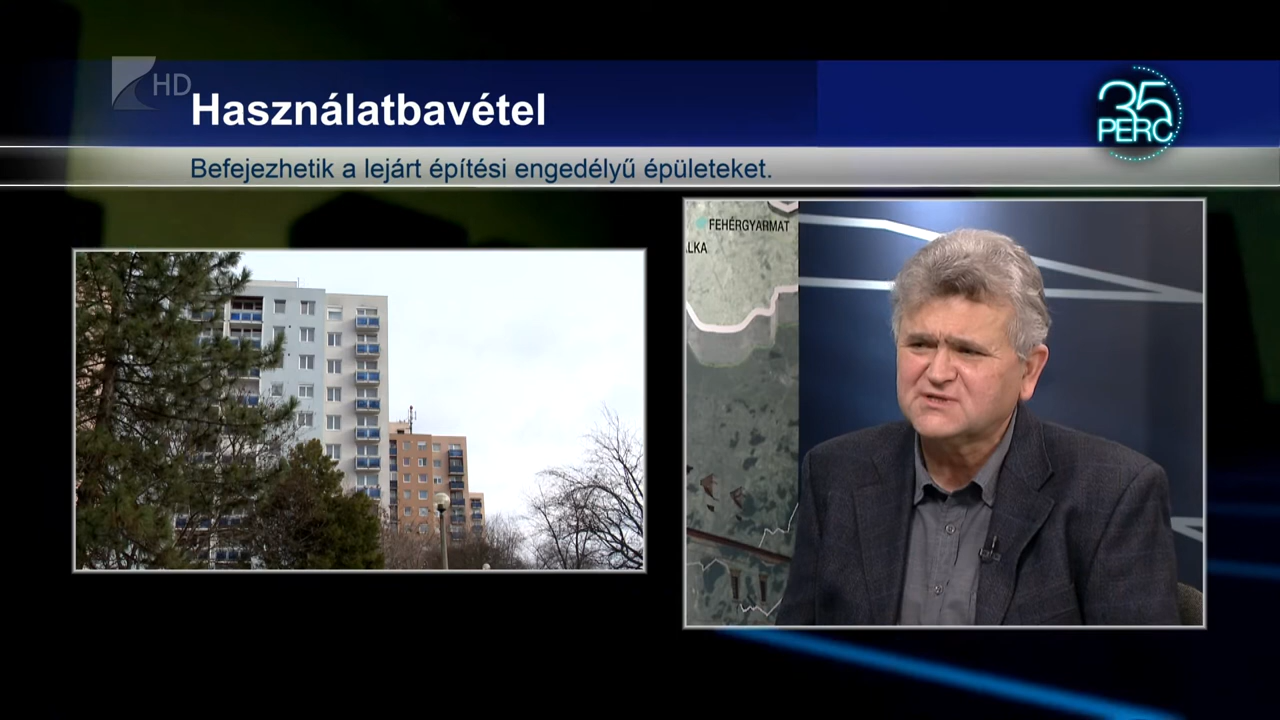 HD
Használatbavétel
35
PERC
Befejezhetik a lejárt építési engedélyű épületeket.
FEHÉRGYARMAT
LKA